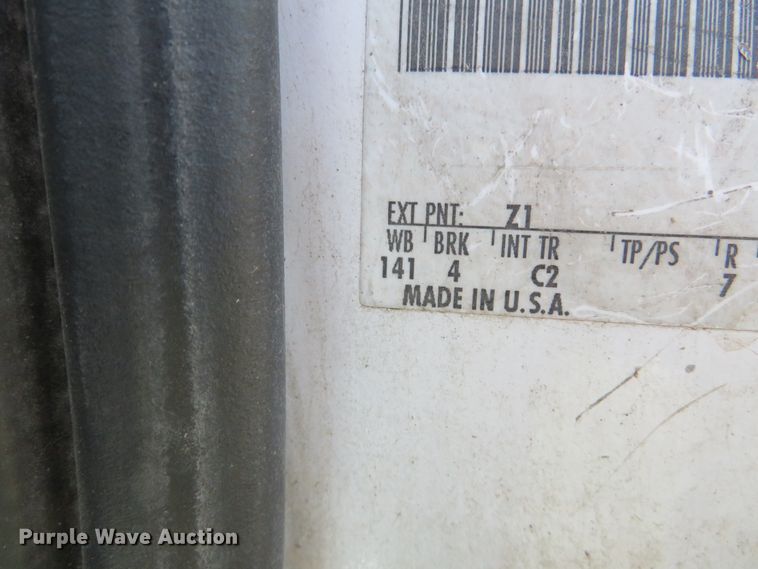 EXT PNT: Z1
WB BRK INT TR TP/PS R
141 4 C2 7
MADE IN U.S.A.
Purple Wave Auction®